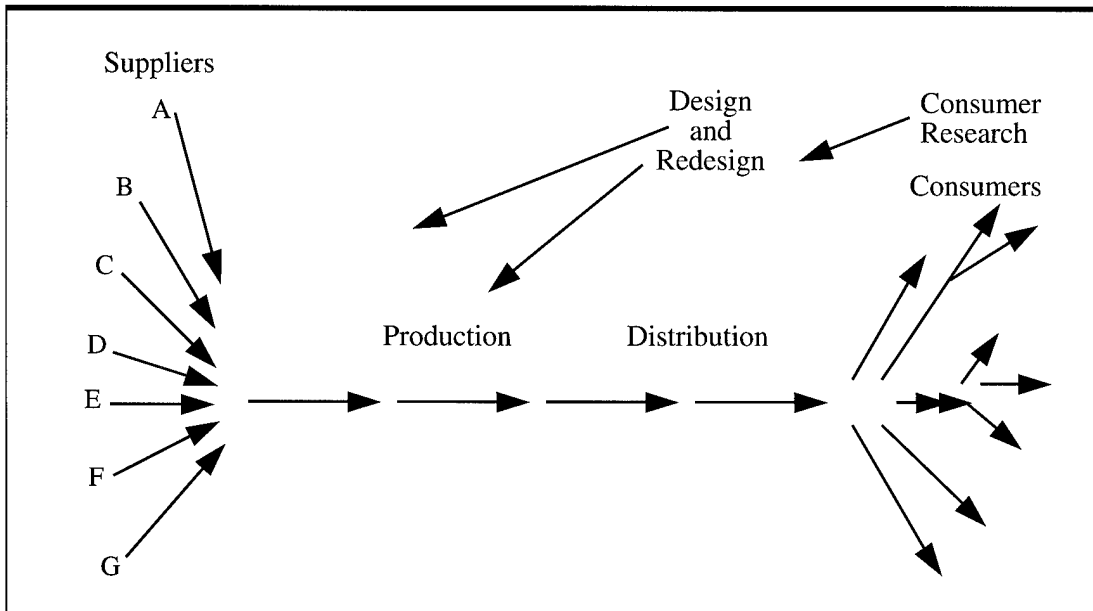 Suppliers
A
B
C
D
E
F
G
Design
and
Redesign
Consumer
Research
Consumers
Production
Distribution